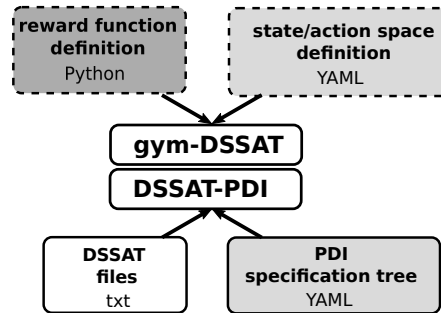 reward function
definition
Python
state/action space
definition
YAML
gym-DSSAT
DSSAT-PDI
DSSAT
files
txt
PDI
specification tree
YAML